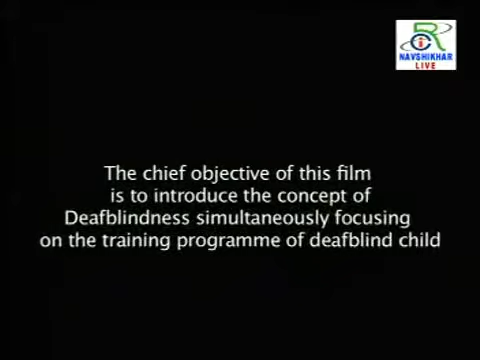 NAVSHIKHAR
LIVE
The chief objective of this film
is to introduce the concept of
Deafblindness simultaneously focusing
on the training programme of deafblind child